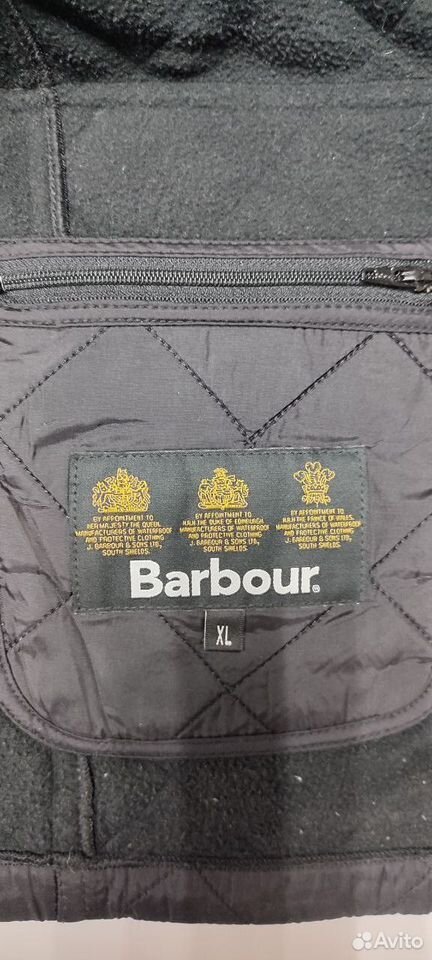 BY APPOINTMENT TO
HER MAJESTY THE QUEEN,
MANUFACTURERS OF WATERPROOF
AND PROTECTIVE CLOTHING
J. BARBOUR & SONS LTD,
SOUTH SHIELDS.
BY APPOINTMENT TO
H.R.H. THE DUKE OF EDINBURGH
MANUFACTURERS OF WATERPROOF
AND PROTECTIVE CLOTHING
J. BARBOUR & SONS LTD,
SOUTH SHIELDS.
BY APPOINTMENT TO
H.R.H. THE PRINCE OF WALES,
MANUFACTURERS OF WATERPROOF
AND PROTECTIVE CLOTHING
J. BARBOUR & SONS LTD,
SOUTH SHIELDS.
Barbour®
XL
Avito